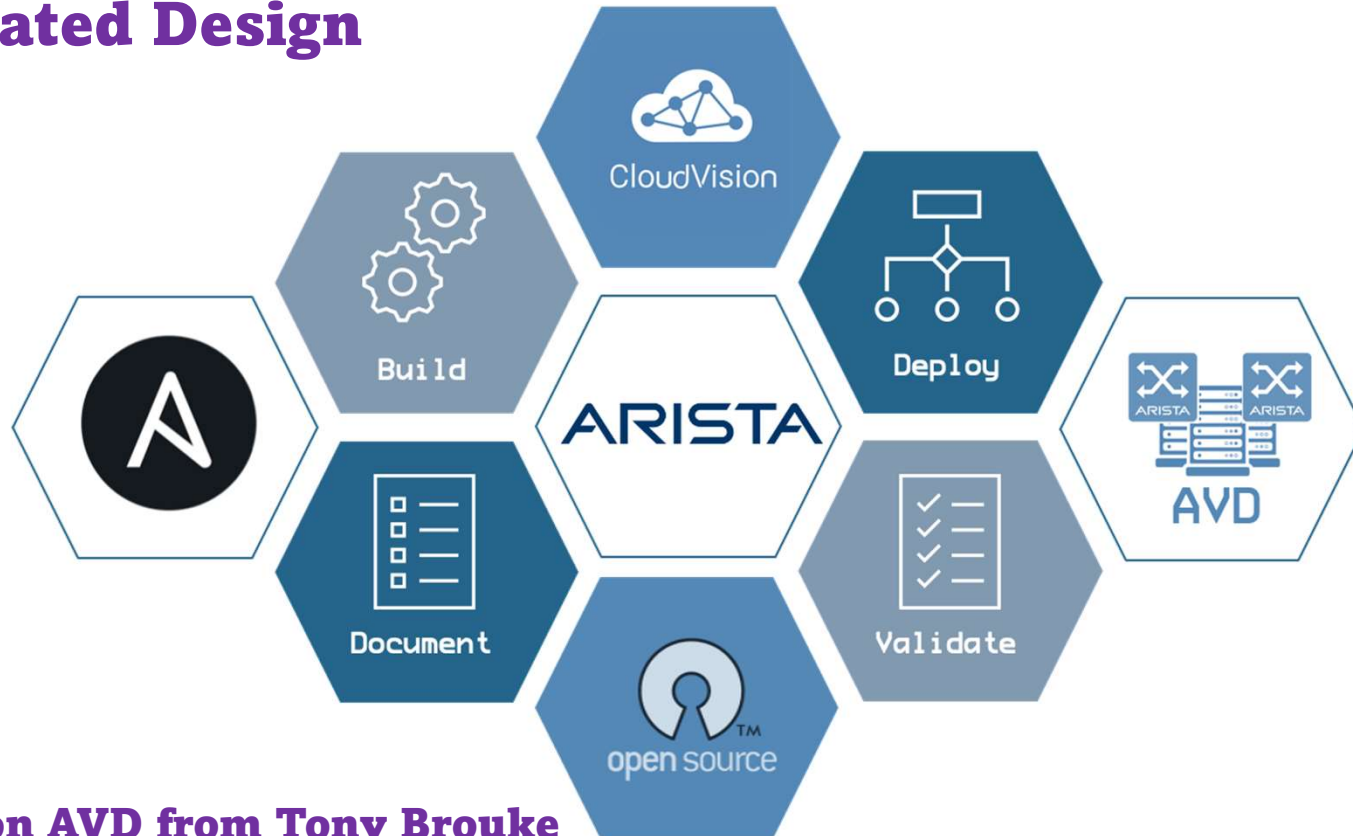 ated Design
CloudVision
Build
Deploy
ARISTA
ARISTA
ARISTA
AVD
Document
Validate
TM
open source
on AVD from Tony Brouke